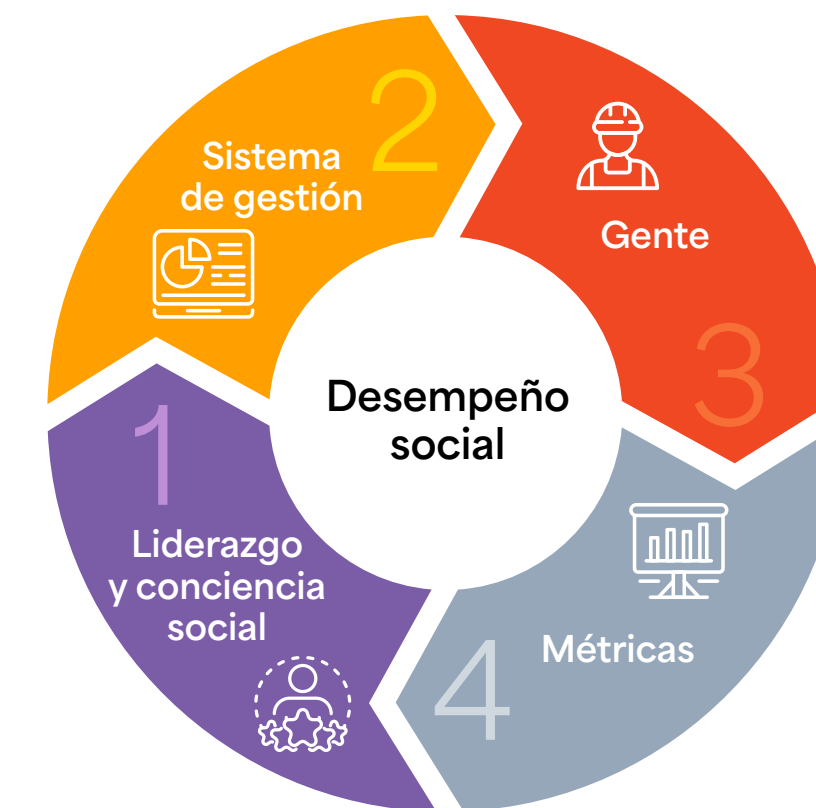 1
Liderazgo
y conciencia
social
2
Sistema
de gestión
3
Gente
4
Métricas
Desempeño
social